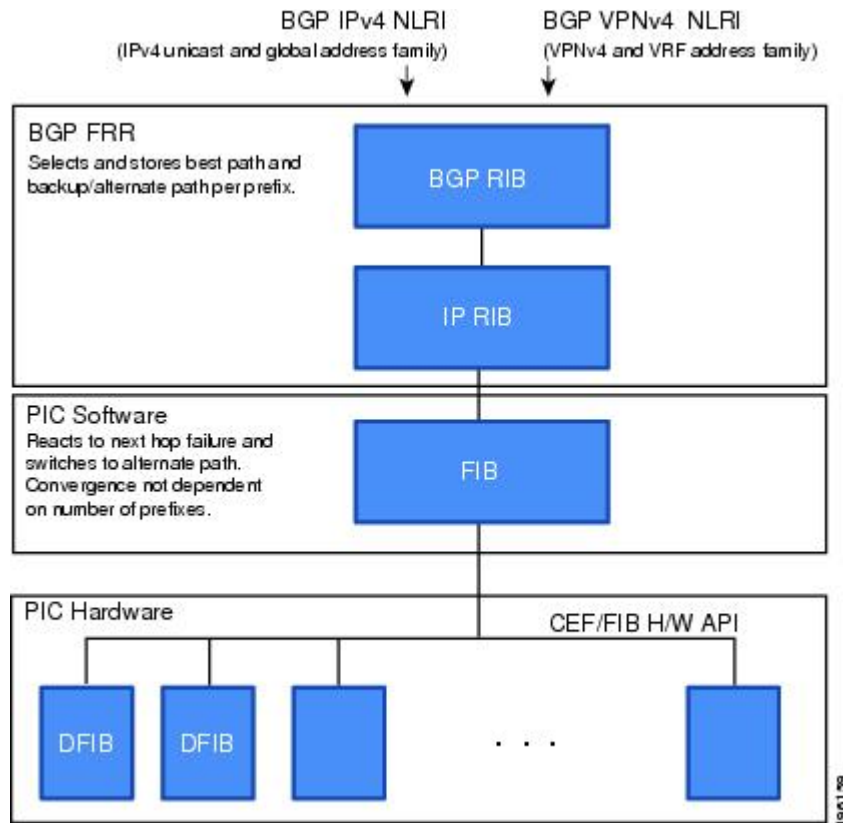 BGP IPv4 NLRI
(IPv4 unicast and global address family)
BGP VPNv4 NLRI
(VPNv4 and VRF address family)
BGP FRR
Selects and stores best path and
backup/alternate path per prefix.
BGP RIB
IP RIB
PIC Software
Reacts to next hop failure and
switches to alternate path.
Convergence not dependent
on number of prefixes.
FIB
PIC Hardware
CEF/FIB H/W API
DFIB
DFIB
. . .